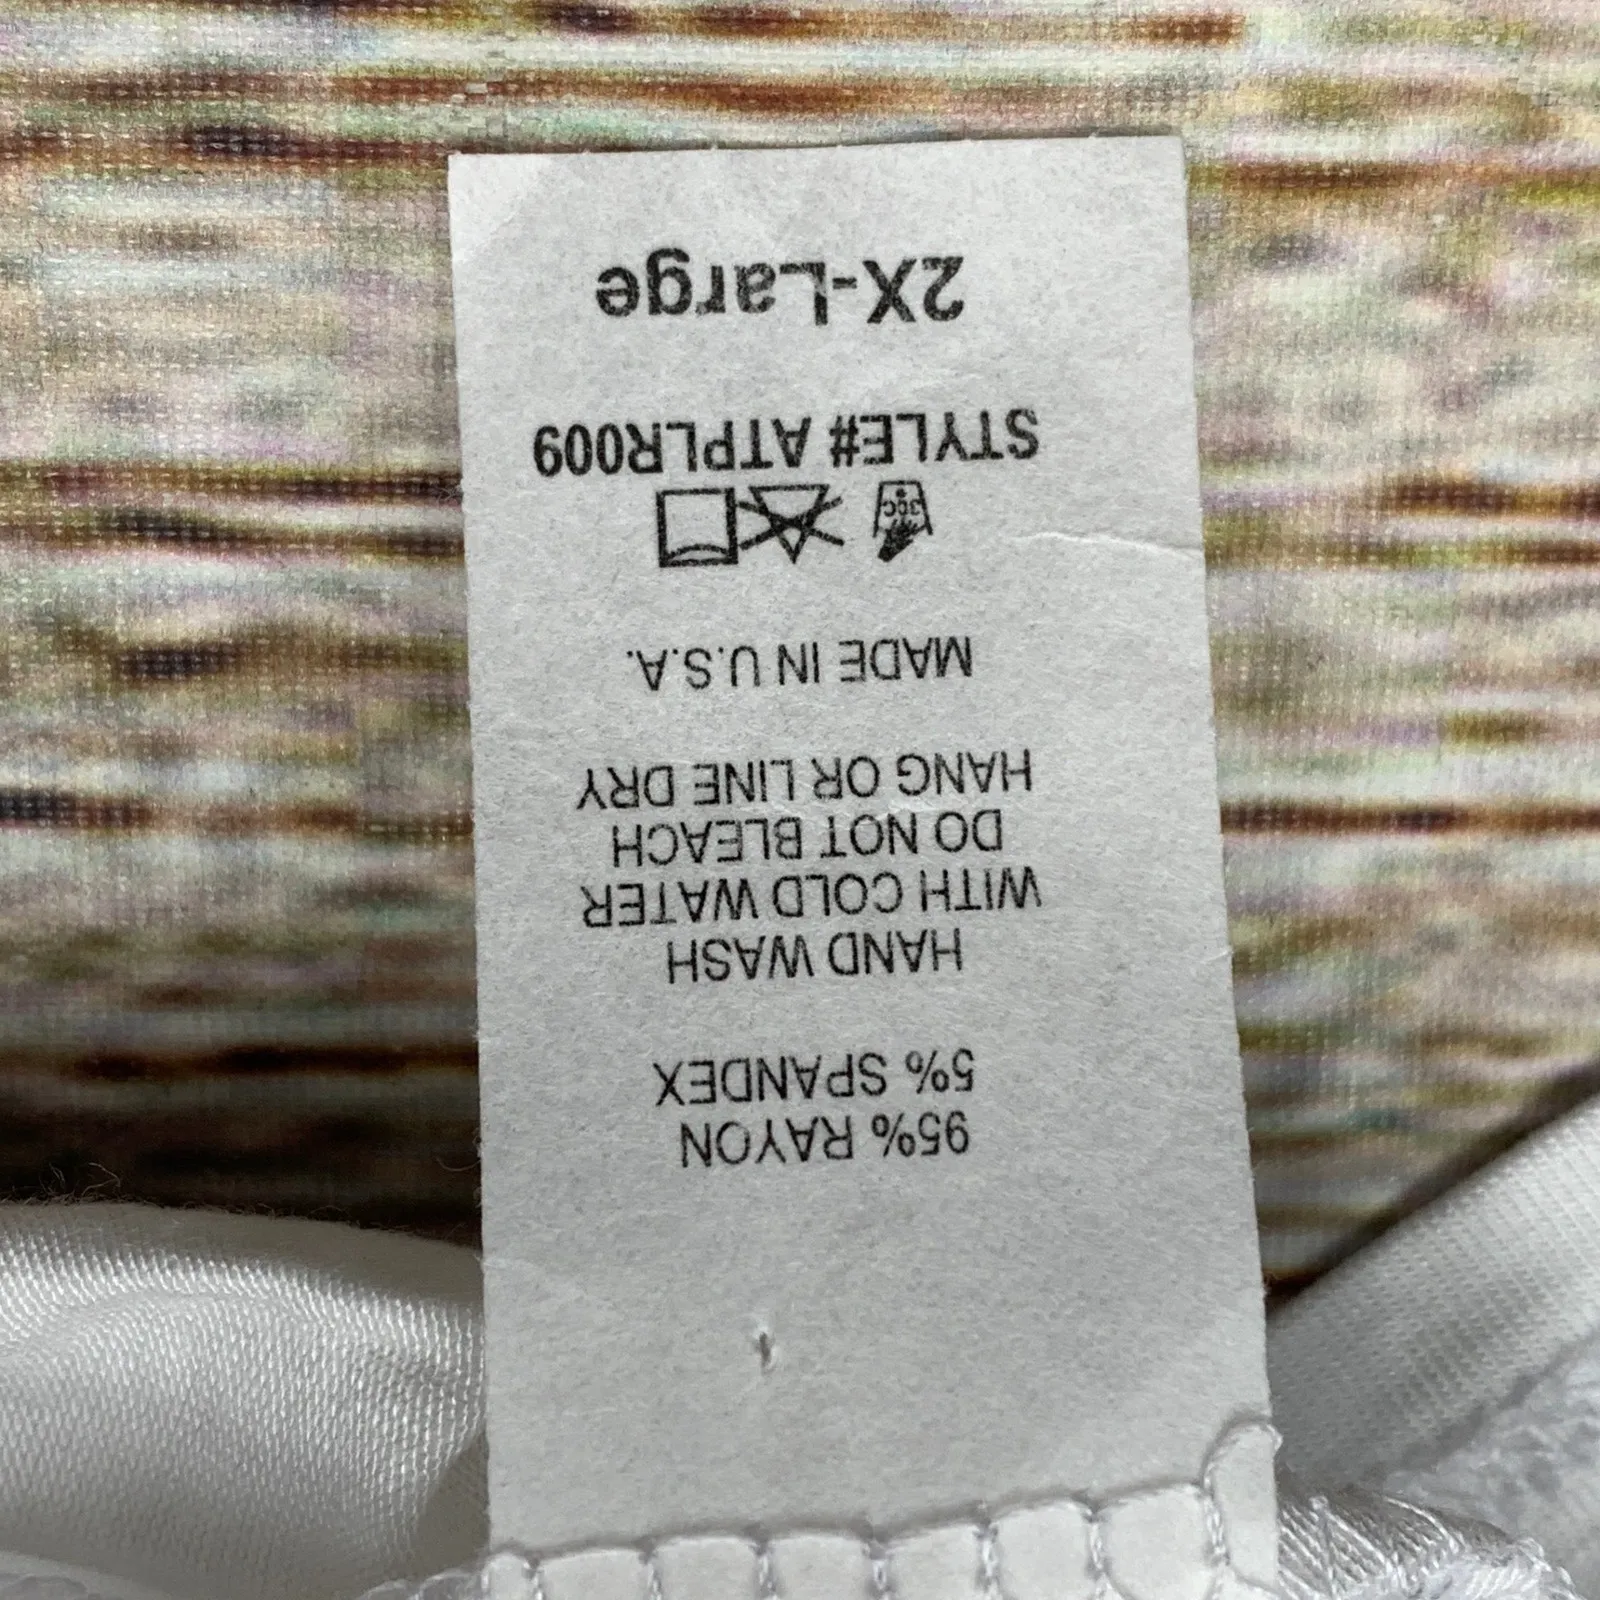 95% RAYON
5% SPANDEX
HAND WASH
WITH COLD WATER
DO NOT BLEACH
HANG OR LINE DRY
MADE IN U.S.A.
30C
STYLE# ATPLR009
2X-Large